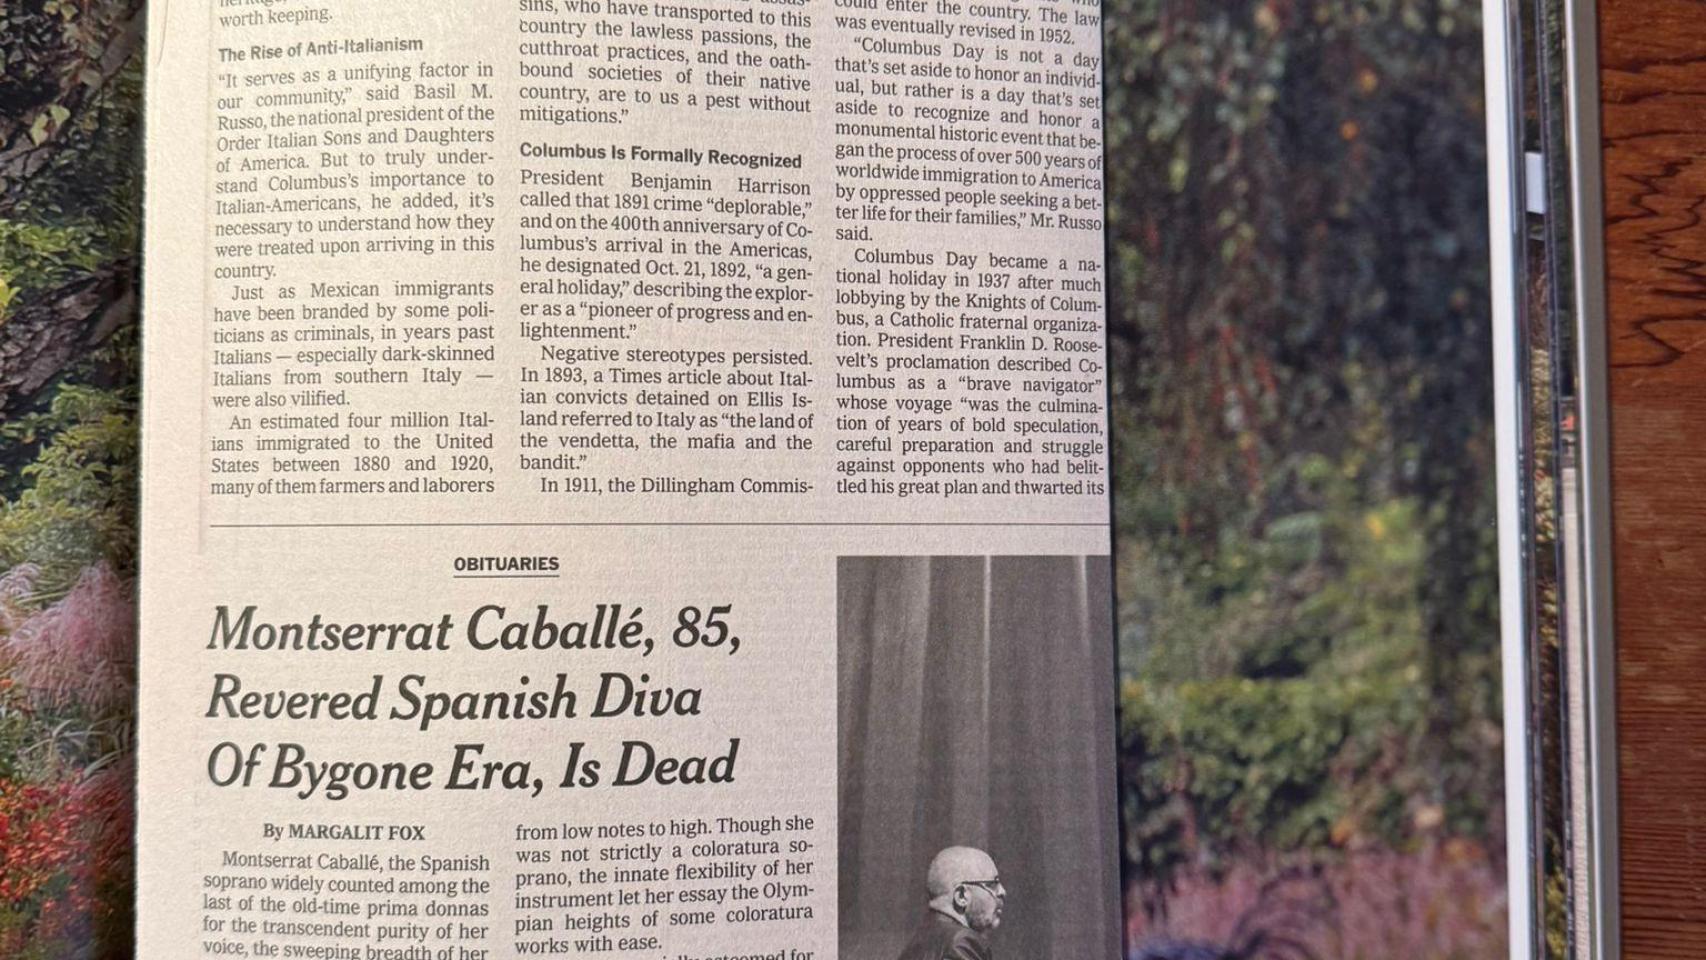 worth keeping.
The Rise of Anti-Italianism
“It serves as a unifying factor in
our community,” said Basil M.
Russo, the national president of the
Order Italian Sons and Daughters
of America. But to truly under-
stand Columbus’s importance to
Italian-Americans, he added, it’s
necessary to understand how they
were treated upon arriving in this
country.
Just as Mexican immigrants
have been branded by some poli-
ticians as criminals, in years past
Italians — especially dark-skinned
Italians from southern Italy —
were also vilified.
An estimated four million Ital-
ians immigrated to the United
States between 1880 and 1920,
many of them farmers and laborers
sins, who have transported to this
country the lawless passions, the
cutthroat practices, and the oath-
bound societies of their native
country, are to us a pest without
mitigations.”
Columbus Is Formally Recognized
President Benjamin Harrison
called that 1891 crime “deplorable,”
and on the 400th anniversary of Co-
lumbus’s arrival in the Americas,
he designated Oct. 21, 1892, “a gen-
eral holiday,” describing the explor-
er as a “pioneer of progress and en-
lightenment.”
Negative stereotypes persisted.
In 1893, a Times article about Ital-
ian convicts detained on Ellis Is-
land referred to Italy as “the land of
the vendetta, the mafia and the
bandit.”
In 1911, the Dillingham Commis-
could enter the country. The law
was eventually revised in 1952.
“Columbus Day is not a day
that’s set aside to honor an individ-
ual, but rather is a day that’s set
aside to recognize and honor a
monumental historic event that be-
gan the process of over 500 years of
worldwide immigration to America
by oppressed people seeking a bet-
ter life for their families,” Mr. Russo
said.
Columbus Day became a na-
tional holiday in 1937 after much
lobbying by the Knights of Colum-
bus, a Catholic fraternal organiza-
tion. President Franklin D. Roose-
velt’s proclamation described Co-
lumbus as a “brave navigator”
whose voyage “was the culmina-
tion of years of bold speculation,
careful preparation and struggle
against opponents who had belit-
tled his great plan and thwarted its
OBITUARIES
Montserrat Caballé, 85,
Revered Spanish Diva
Of Bygone Era, Is Dead
By MARGALIT FOX
Montserrat Caballé, the Spanish
soprano widely counted among the
last of the old-time prima donnas
for the transcendent purity of her
voice, the sweeping breadth of her
from low notes to high. Though she
was not strictly a coloratura so-
prano, the innate flexibility of her
instrument let her essay the Olym-
pian heights of some coloratura
works with ease.